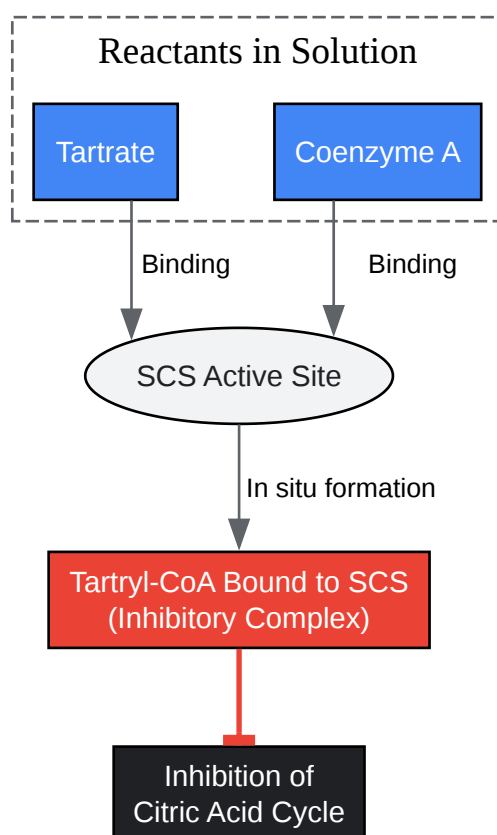 Reactants in Solution
Tartrate
Coenzyme A
Binding
Binding
SCS Active Site
In situ formation
Tartryl-CoA Bound to SCS
(Inhibitory Complex)
Inhibition of
Citric Acid Cycle